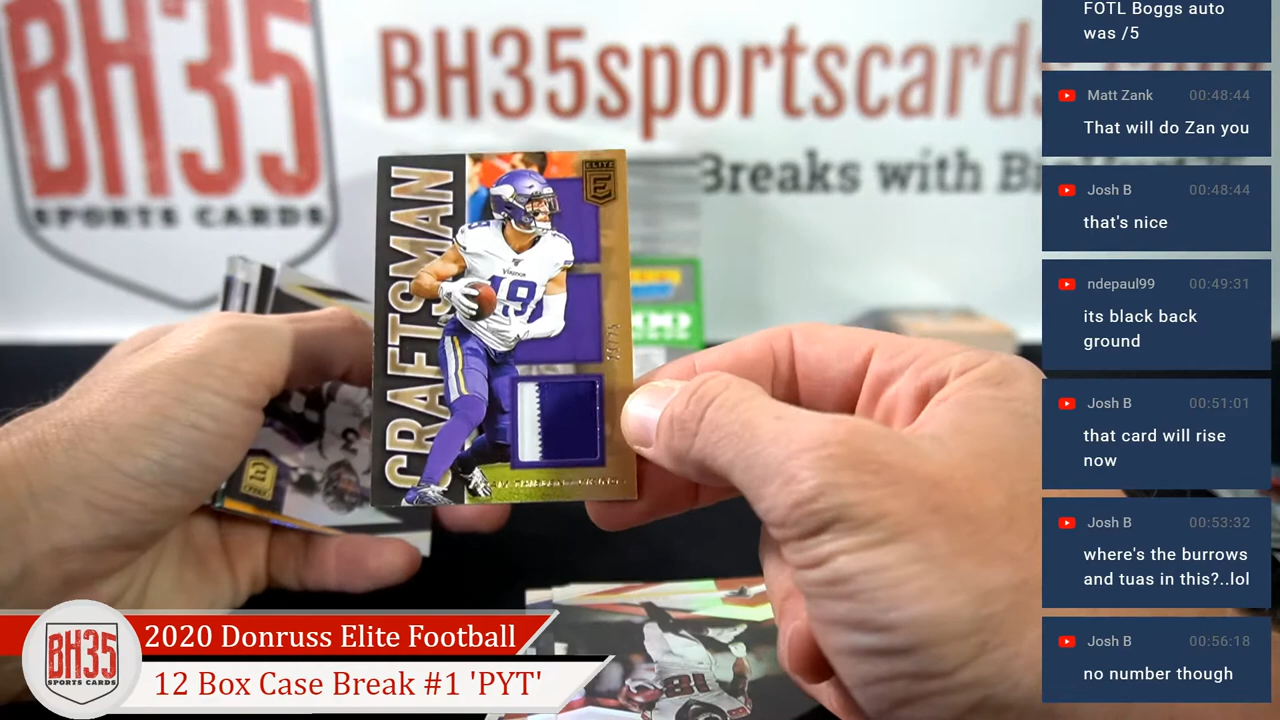 BH35
SPORTS CARDS
BH35sportscards
Breaks with
CRAFTSMAN
ELITE
E
VIKINGS
19
18
2020 Donruss Elite Football
12 Box Case Break #1 'PYT'
BH35
SPORTS CARDS
FOTL Boggs auto
was /5
Matt Zank 00:48:44
That will do Zan you
Josh B 00:48:44
that's nice
ndepaul99 00:49:31
its black back
ground
Josh B 00:51:01
that card will rise
now
Josh B 00:53:32
where's the burrows
and tuas in this?..lol
Josh B 00:56:18
no number though